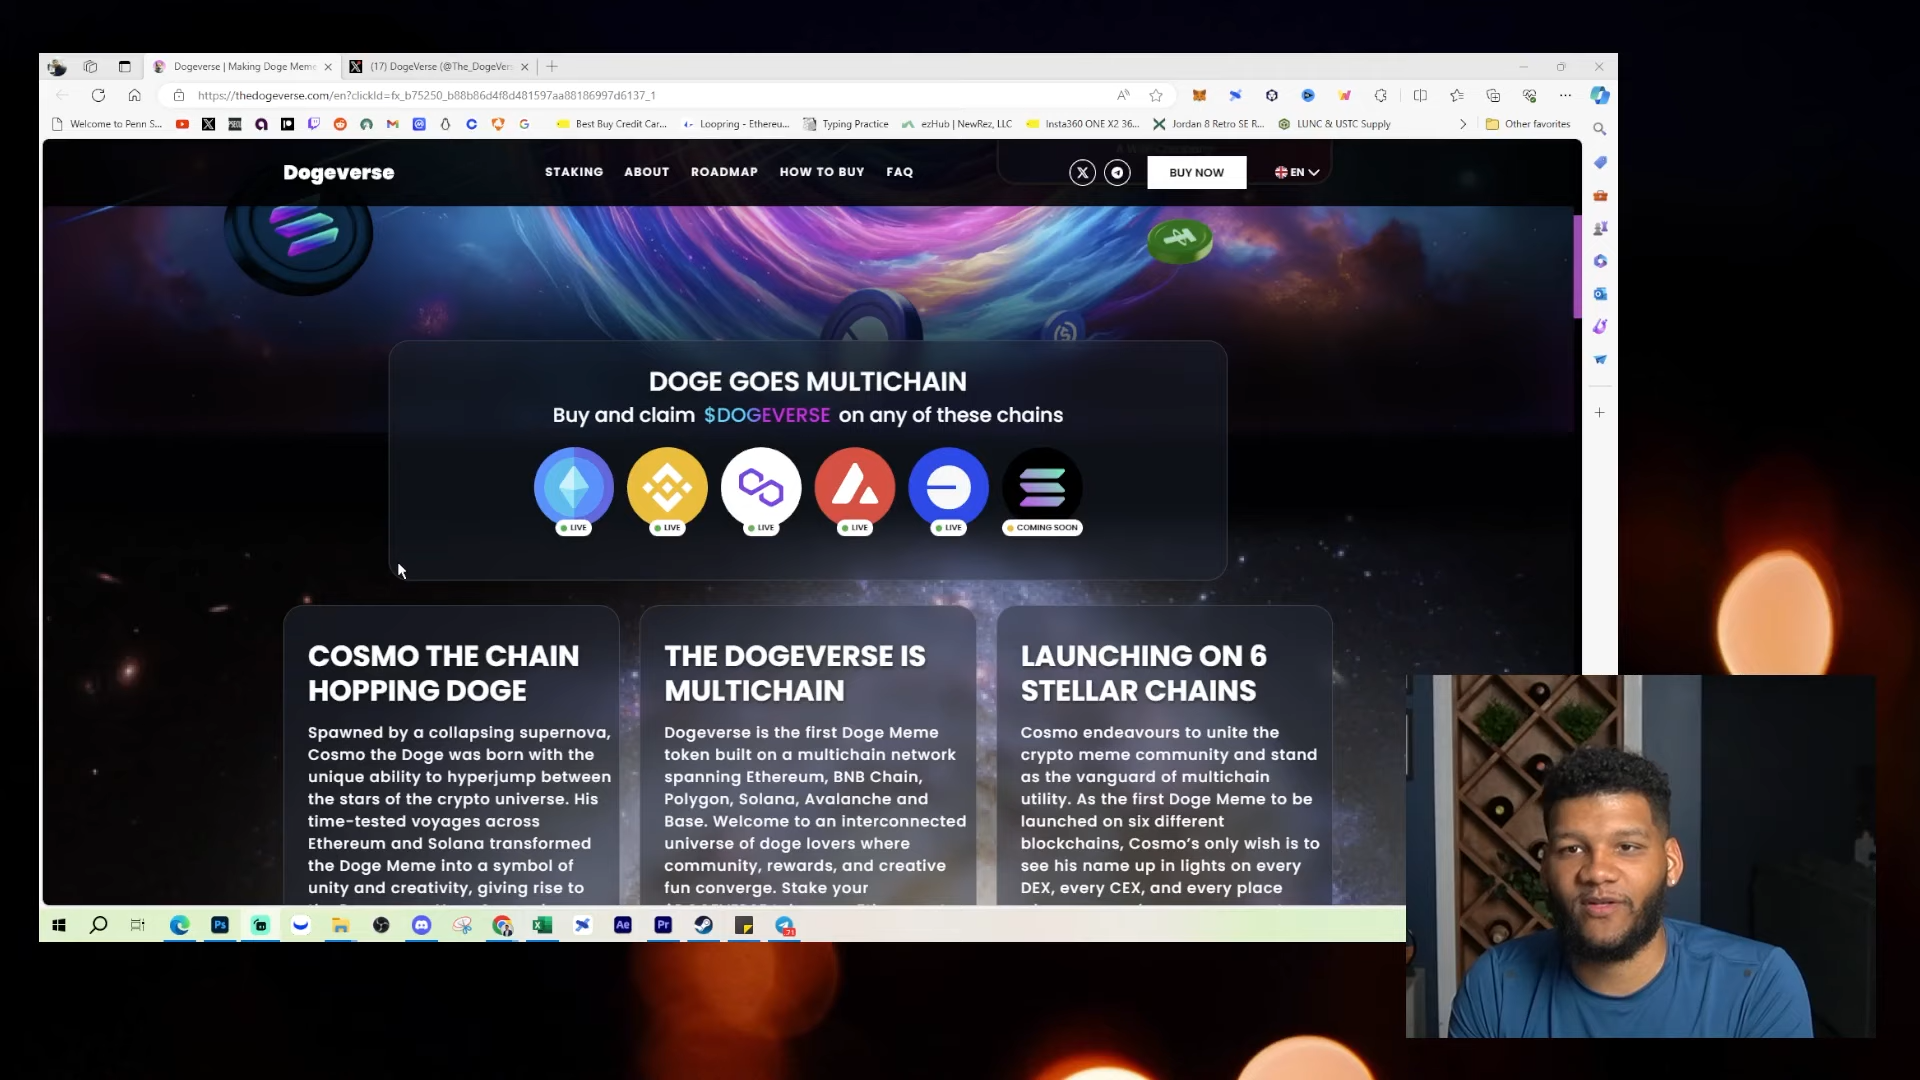 Dogeverse | Making Doge Meme
(17) DogeVerse (@The_DogeVers
https://thedogeverse.com/en?clickId=fx_b75250_b88b86d4f8d481597aa88186997d6137_1
Welcome to Penn S...
Best Buy Credit Car...
Loopring - Ethereu...
Typing Practice
ezHub | NewRez, LLC
Insta360 ONE X2 36...
Jordan 8 Retro SE R...
LUNC & USTC Supply
Other favorites
Dogeverse
STAKING ABOUT ROADMAP HOW TO BUY FAQ
BUY NOW
EN
DOGE GOES MULTICHAIN
Buy and claim $DOGEVERSE on any of these chains
LIVE LIVE LIVE LIVE LIVE COMING SOON
COSMO THE CHAIN
HOPPING DOGE
Spawned by a collapsing supernova,
Cosmo the Doge was born with the
unique ability to hyperjump between
the stars of the crypto universe. His
time-tested voyages across
Ethereum and Solana transformed
the Doge Meme into a symbol of
unity and creativity, giving rise to
THE DOGEVERSE IS
MULTICHAIN
Dogeverse is the first Doge Meme
token built on a multichain network
spanning Ethereum, BNB Chain,
Polygon, Solana, Avalanche and
Base. Welcome to an interconnected
universe of doge lovers where
community, rewards, and creative
fun converge. Stake your
LAUNCHING ON 6
STELLAR CHAINS
Cosmo endeavours to unite the
crypto meme community and stand
as the vanguard of multichain
utility. As the first Doge Meme to be
launched on six different
blockchains, Cosmo's only wish is to
see his name up in lights on every
DEX, every CEX, and every place
Ps
Ae
Pr
71